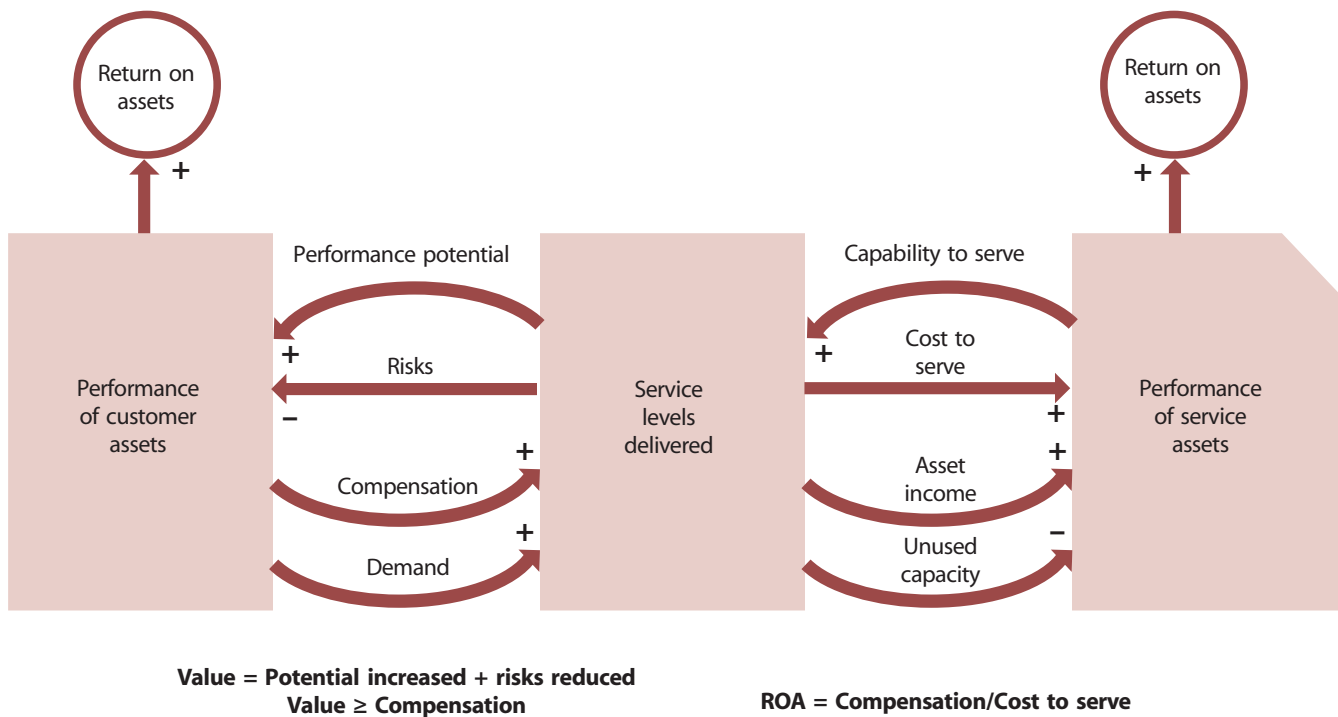 Return on
assets
+
Return on
assets
+
Performance potential
+
Risks
–
Performance
of customer
assets
Compensation
+
Demand
+
Service
levels
delivered
Capability to serve
+
Cost to
serve
+
Asset
income
+
Unused
capacity
–
Performance
of service
assets
Value = Potential increased + risks reduced
Value ≥ Compensation
ROA = Compensation/Cost to serve